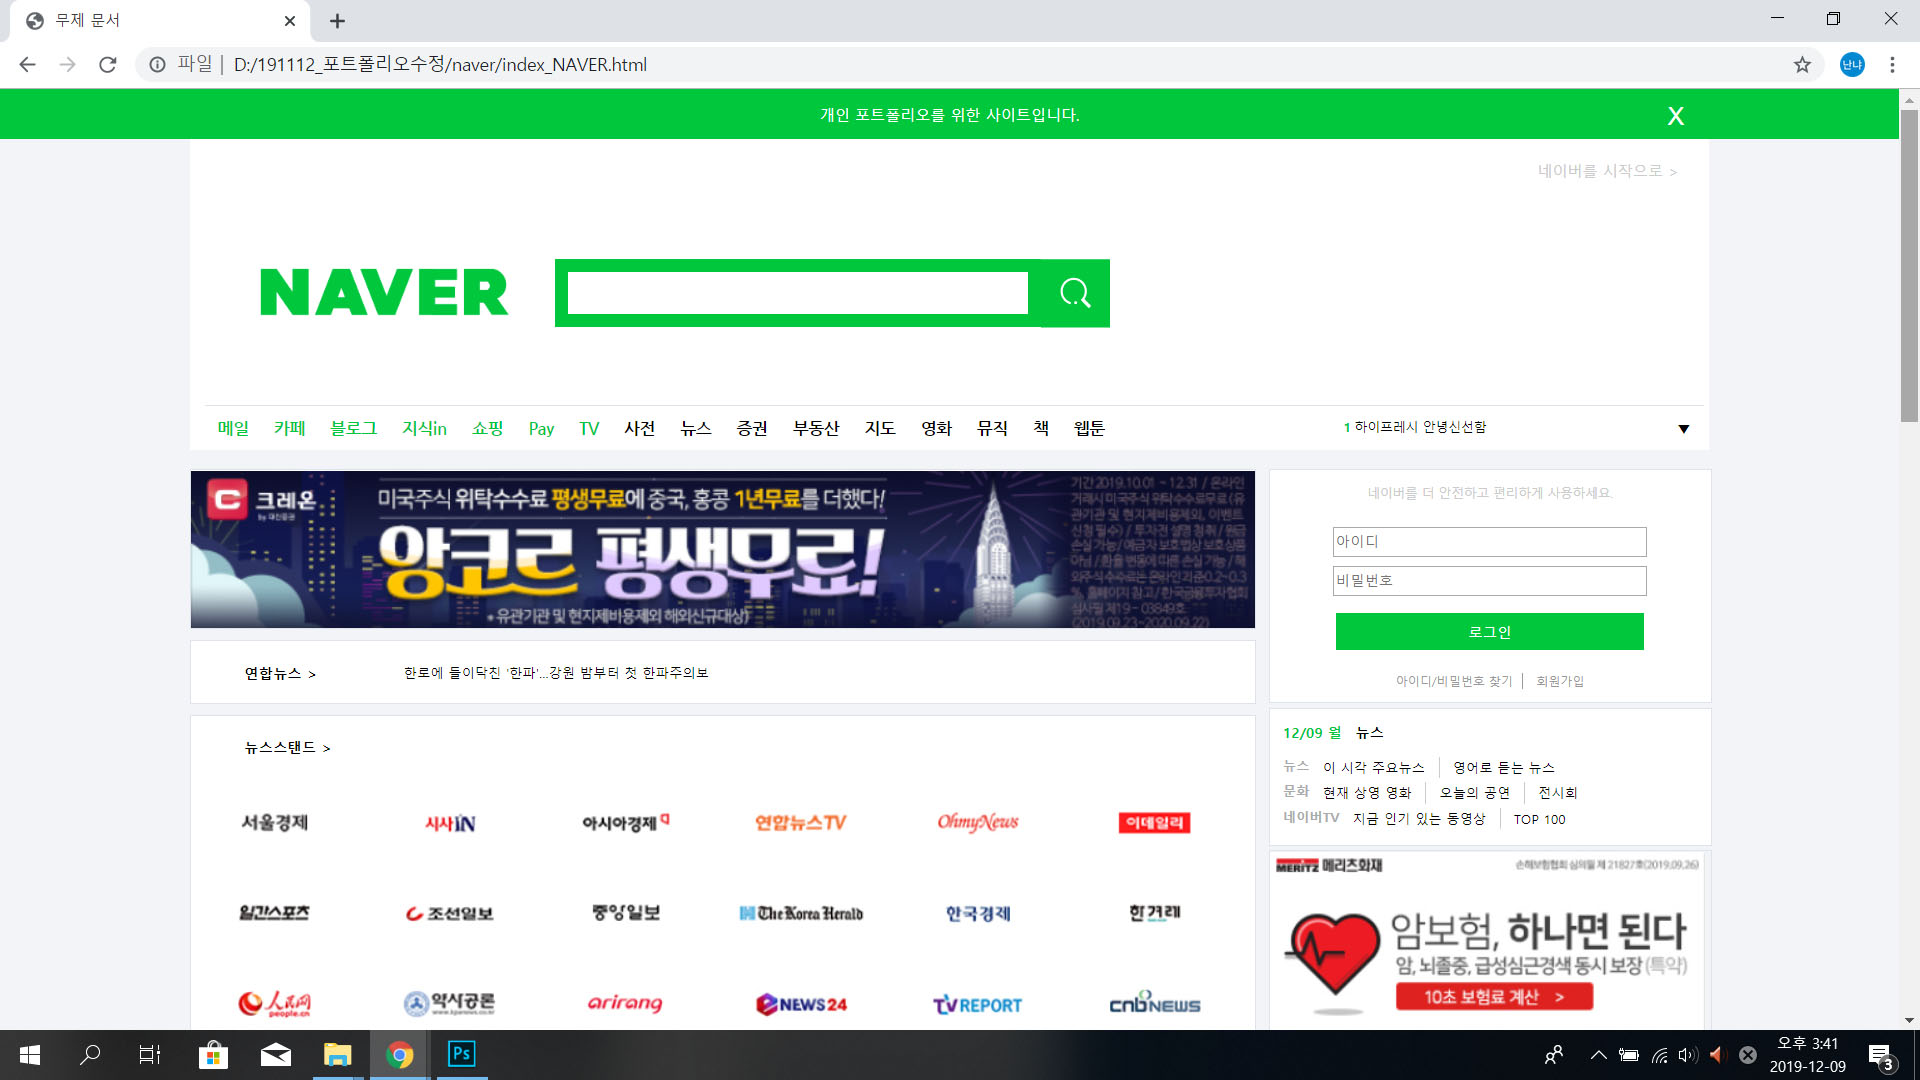 무제 문서
파일 | D:/191112_포트폴리오수정/naver/index_NAVER.html
난나
개인 포트폴리오를 위한 사이트입니다.
X
네이버를 시작으로 >
NAVER
메일 카페 블로그 지식in 쇼핑 Pay TV 사전 뉴스 증권 부동산 지도 영화 뮤직 책 웹툰
1 하이프레시 안녕신선함
크레온
by 대신증권
미국주식 위탁수수료 평생무료에 중국, 홍콩 1년무료를 더했다!
앙코르 평생무료!
* 유관기관 및 현지제비용제외 해외신규대상)
기간 2019.10.01 ~ 12.31 / 온라인
거래시 미국주식 위탁수수료무료 (유
관기관 및 현지제비용제외, 이벤트
신청 필수) / 투자전 설명 청취 / 원금
손실 가능 / 예금자 보호법상 보호상품
아님 / 환율 변동에 따른 손실 가능 / 해
외주식수수료는 온라인 기준 0.2~0.3
%, 홈페이지 참고 / 한국금융투자협회
심사필 제19 - 03849호
(2019.09.23~2020.09.22)
네이버를 더 안전하고 편리하게 사용하세요.
아이디
비밀번호
로그인
아이디/비밀번호 찾기 | 회원가입
연합뉴스 >
한로에 들이닥친 '한파'...강원 밤부터 첫 한파주의보
뉴스스탠드 >
서울경제 시사IN 아시아경제 연합뉴스TV OhmyNews 이데일리
일간스포츠 조선일보 중앙일보 The Korea Herald 한국경제 한겨레
人民网 people.cn 약사공론 www.kpanews.co.kr arirang eNEWS24 TVREPORT cnbNEWS
12/09 월 뉴스
뉴스 이 시각 주요뉴스 영어로 듣는 뉴스
문화 현재 상영 영화 오늘의 공연 전시회
네이버TV 지금 인기 있는 동영상 TOP 100
MERITZ 메리츠화재
손해보험협회 심의필 제 21827호(2019.09.26)
암보험, 하나면 된다
암, 뇌졸중, 급성심근경색 동시 보장 (특약)
10초 보험료 계산 >
Ps
오후 3:41
2019-12-09
3